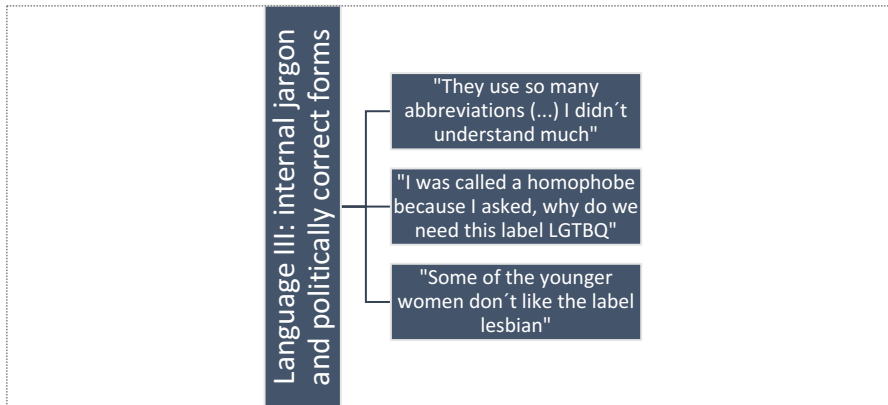 Language III: internal jargon
and politically correct forms
"They use so many
abbreviations (...) I didn´t
understand much"
"I was called a homophobe
because I asked, why do we
need this label LGTBQ"
"Some of the younger
women don´t like the label
lesbian"